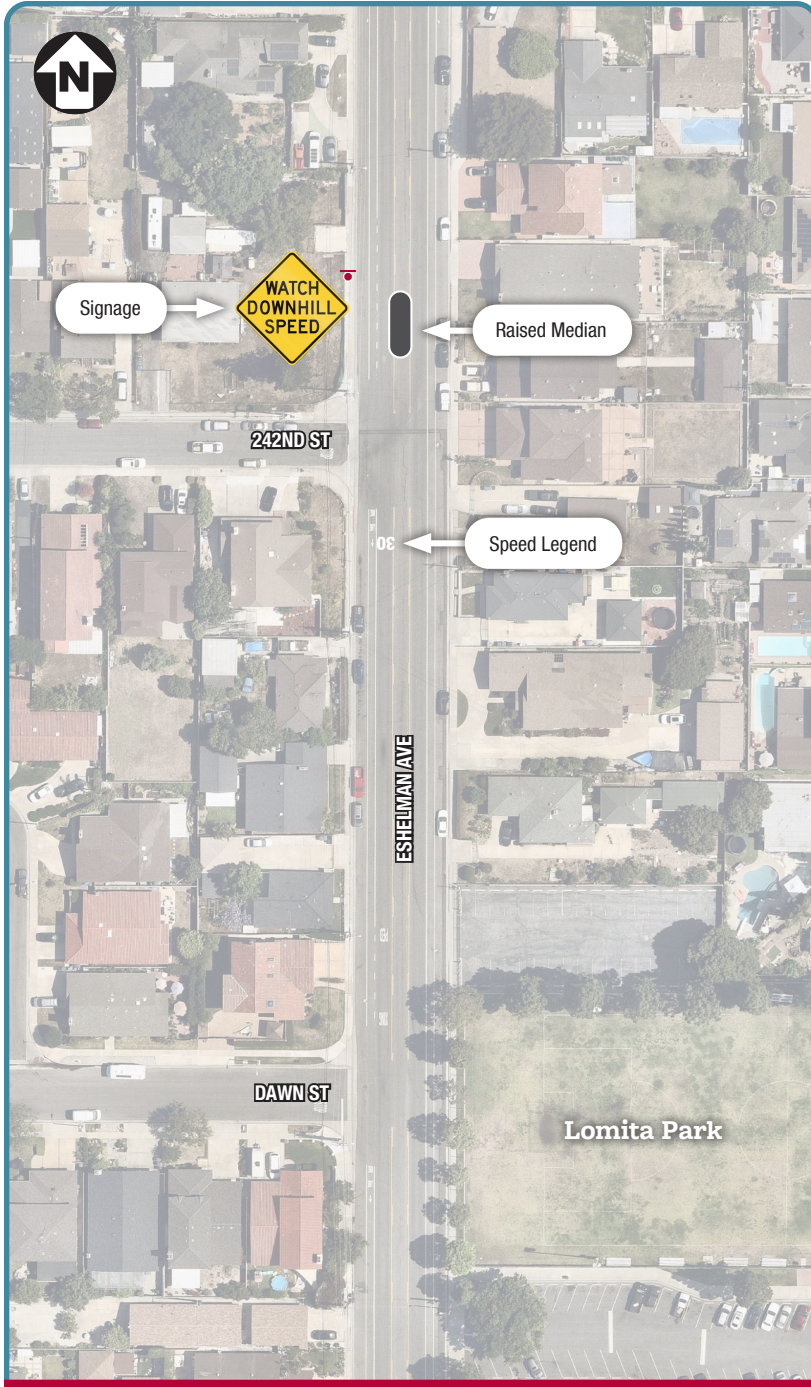 N
WATCH
DOWNHILL
SPEED
Signage
Raised Median
242ND ST
30
Speed Legend
ESHELMAN AVE
DAWN ST
Lomita Park